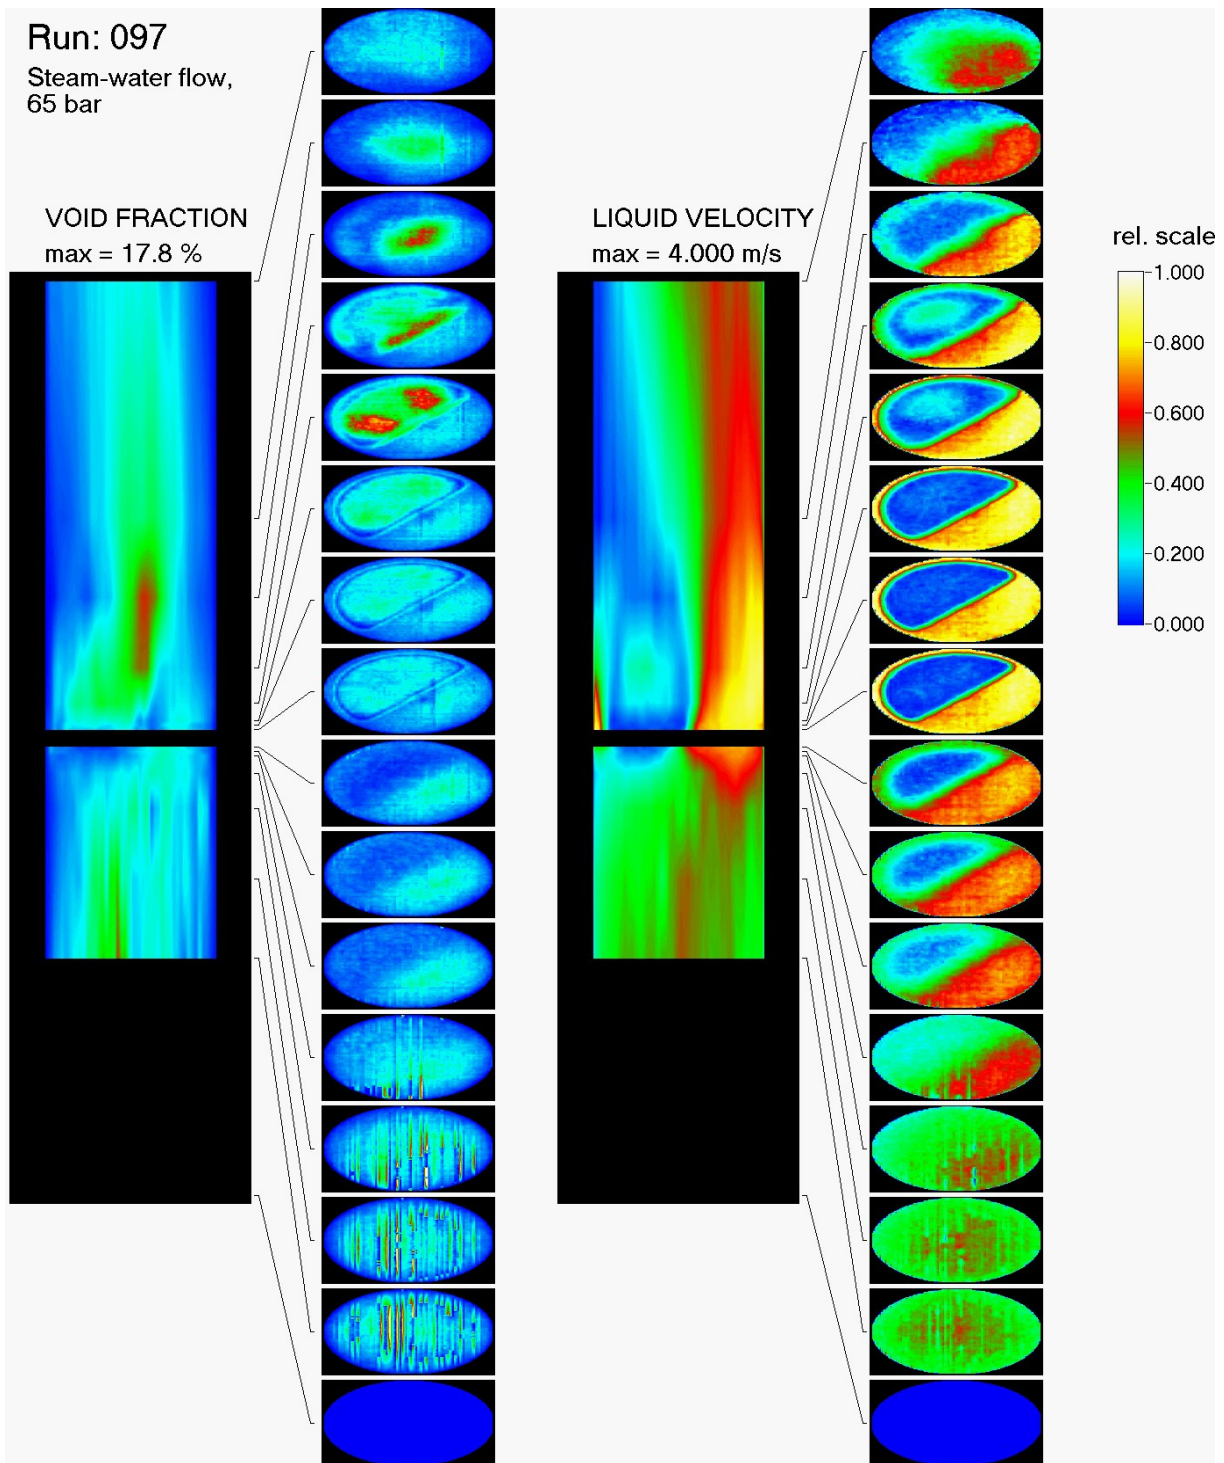 Run: 097
Steam-water flow,
65 bar
VOID FRACTION
max = 17.8 %
LIQUID VELOCITY
max = 4.000 m/s
rel. scale
1.000
0.800
0.600
0.400
0.200
0.000